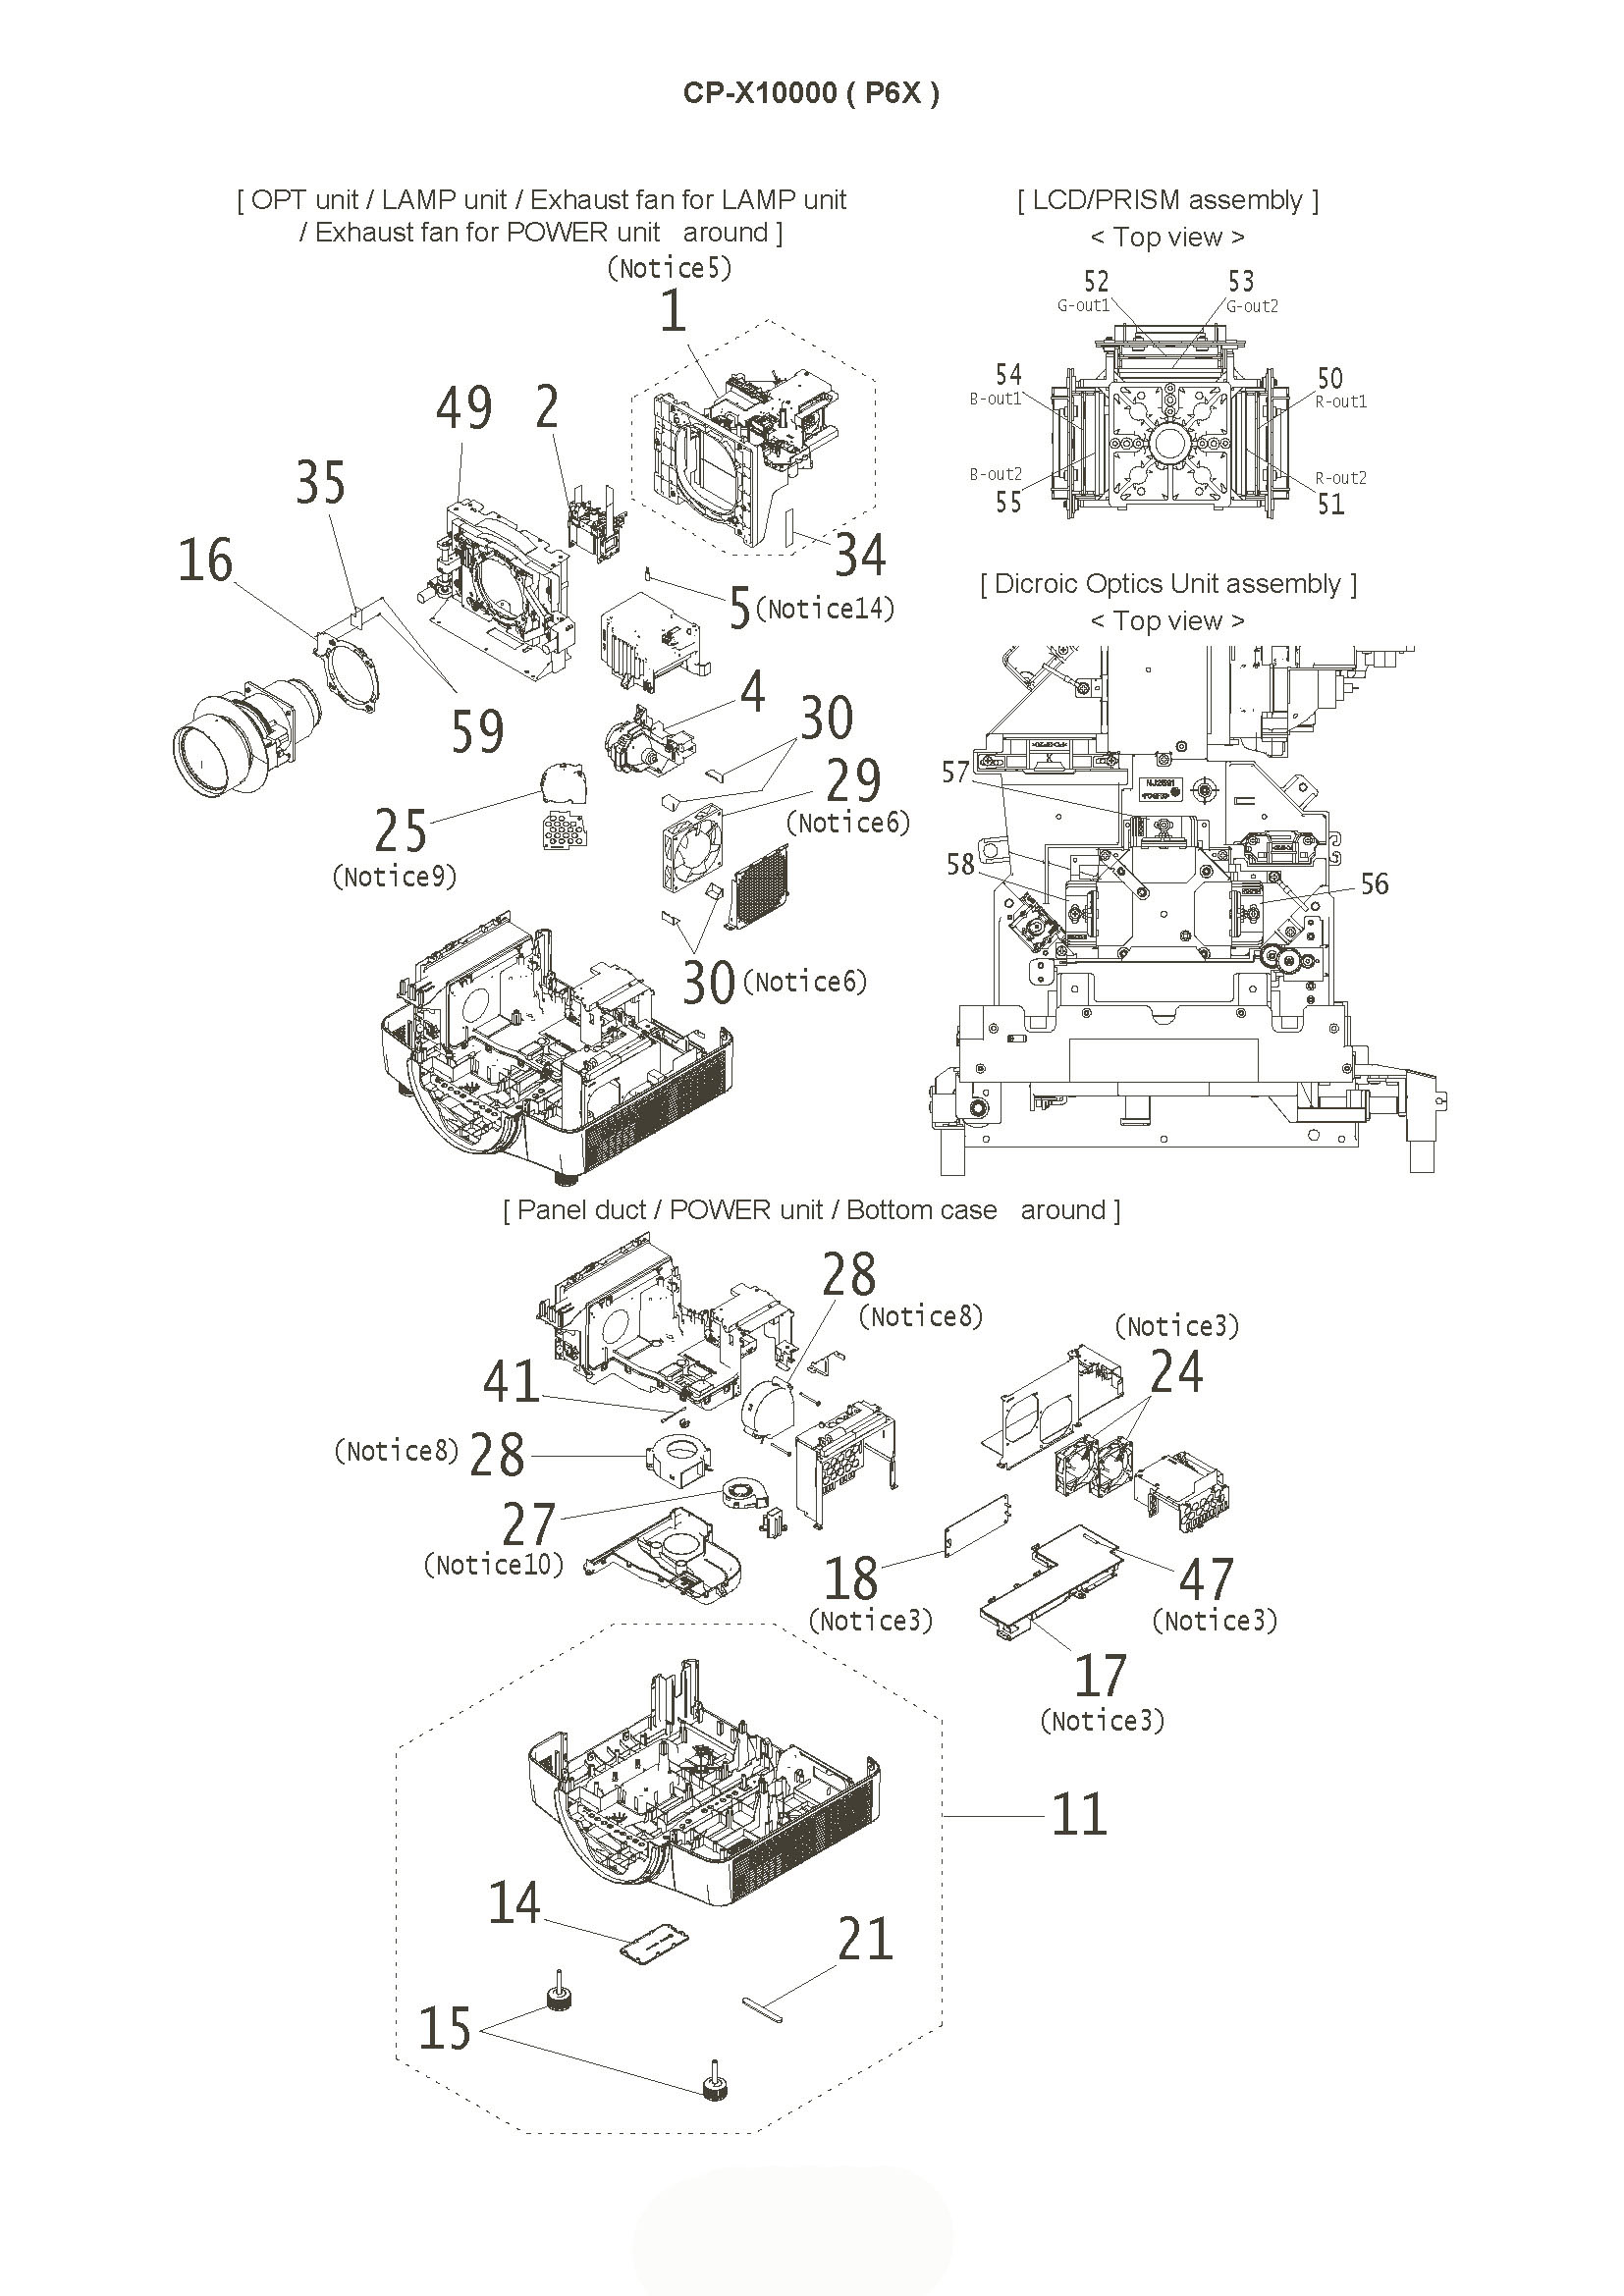 CP-X10000 ( P6X )
[ OPT unit / LAMP unit / Exhaust fan for LAMP unit
/ Exhaust fan for POWER unit around ]
(Notice5)
1
49
2
35
16
34
5(Notice14)
4
59
30
29
(Notice6)
25
(Notice9)
30(Notice6)
[ LCD/PRISM assembly ]
< Top view >
52
G-out1
53
G-out2
54
B-out1
50
R-out1
B-out2
55
R-out2
51
[ Dicroic Optics Unit assembly ]
< Top view >
57
58
56
[ Panel duct / POWER unit / Bottom case around ]
28
(Notice8)
(Notice3)
24
41
(Notice8) 28
27
(Notice10)
18
(Notice3)
47
(Notice3)
17
(Notice3)
11
14
21
15